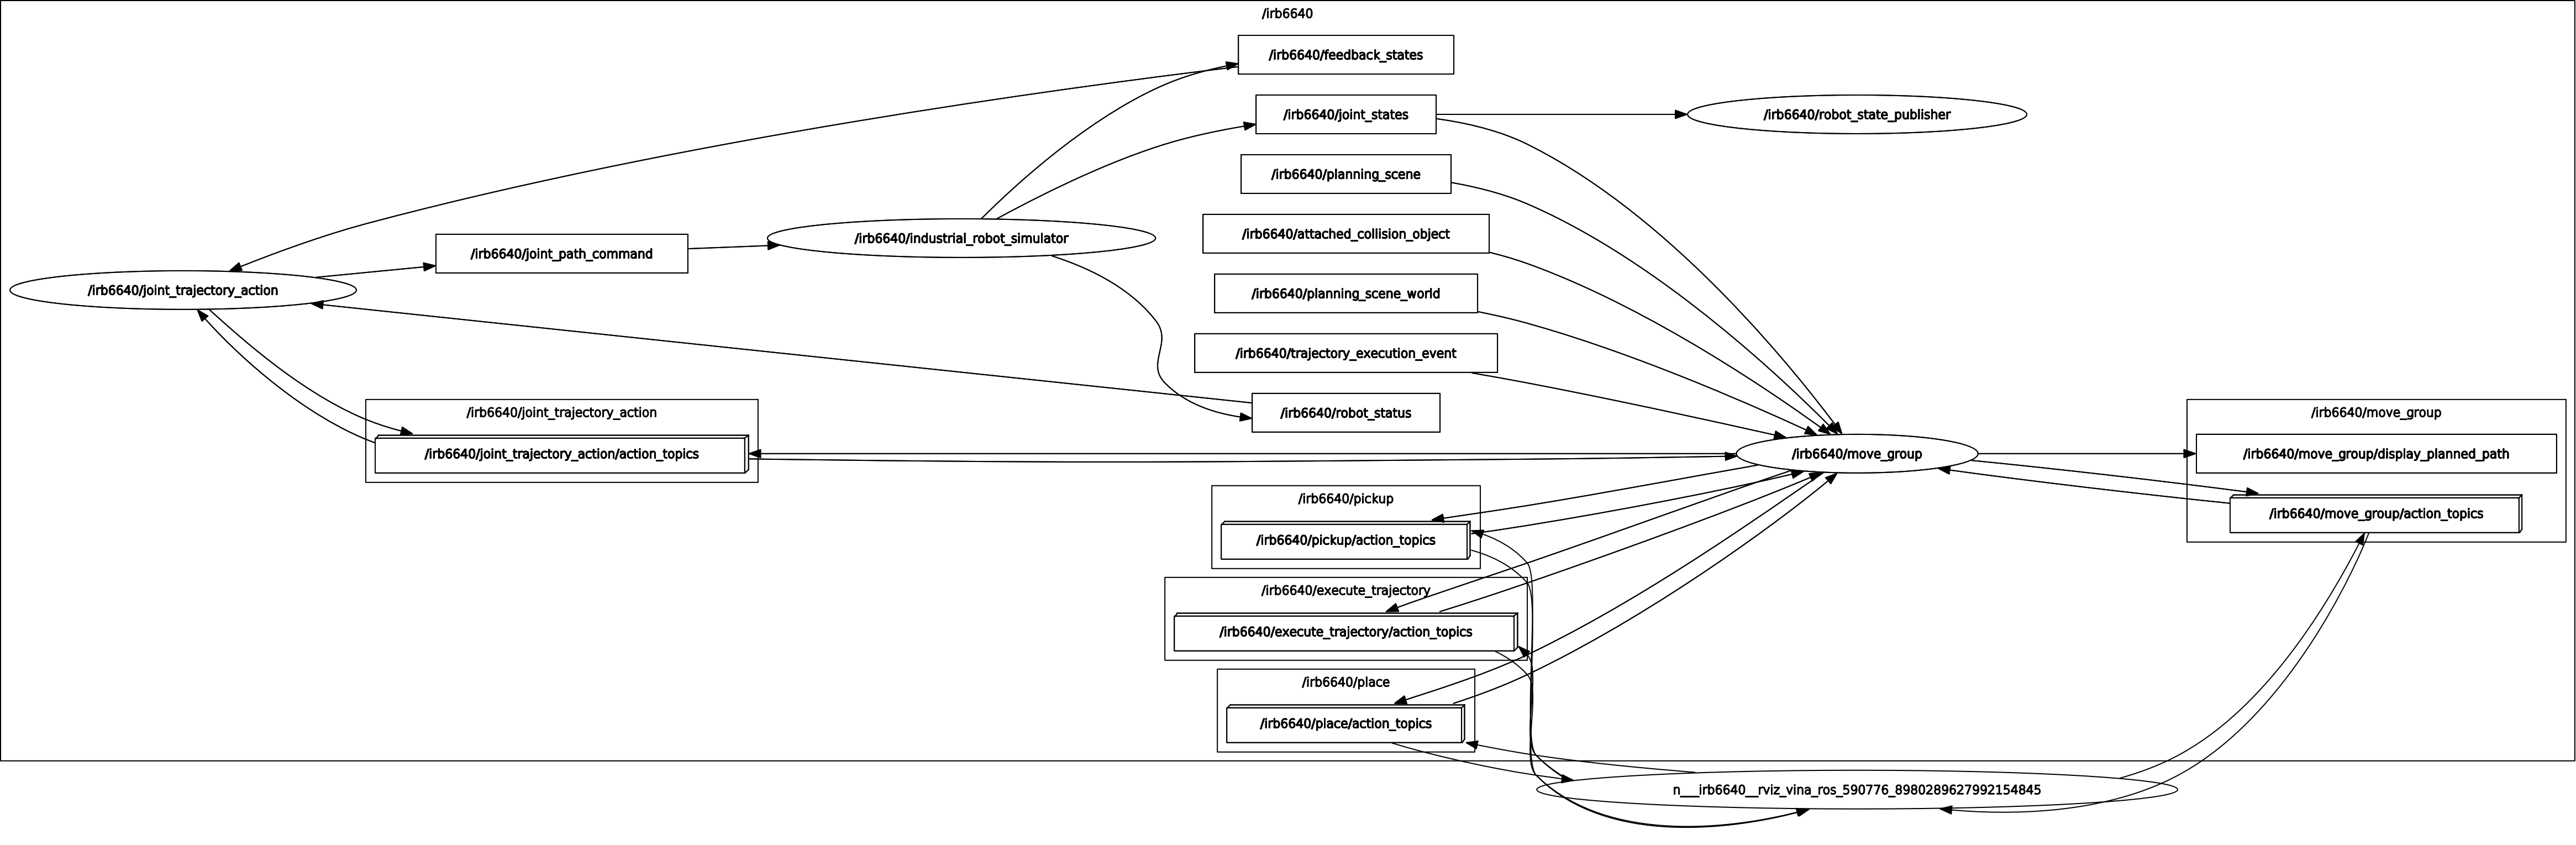 /irb6640
/irb6640/feedback_states
/irb6640/joint_states
/irb6640/robot_state_publisher
/irb6640/planning_scene
/irb6640/attached_collision_object
/irb6640/industrial_robot_simulator
/irb6640/joint_path_command
/irb6640/joint_trajectory_action
/irb6640/planning_scene_world
/irb6640/trajectory_execution_event
/irb6640/robot_status
/irb6640/joint_trajectory_action
/irb6640/joint_trajectory_action/action_topics
/irb6640/move_group
/irb6640/move_group
/irb6640/move_group/display_planned_path
/irb6640/move_group/action_topics
/irb6640/pickup
/irb6640/pickup/action_topics
/irb6640/execute_trajectory
/irb6640/execute_trajectory/action_topics
/irb6640/place
/irb6640/place/action_topics
n___irb6640__rviz_vina_ros_590776_8980289627992154845